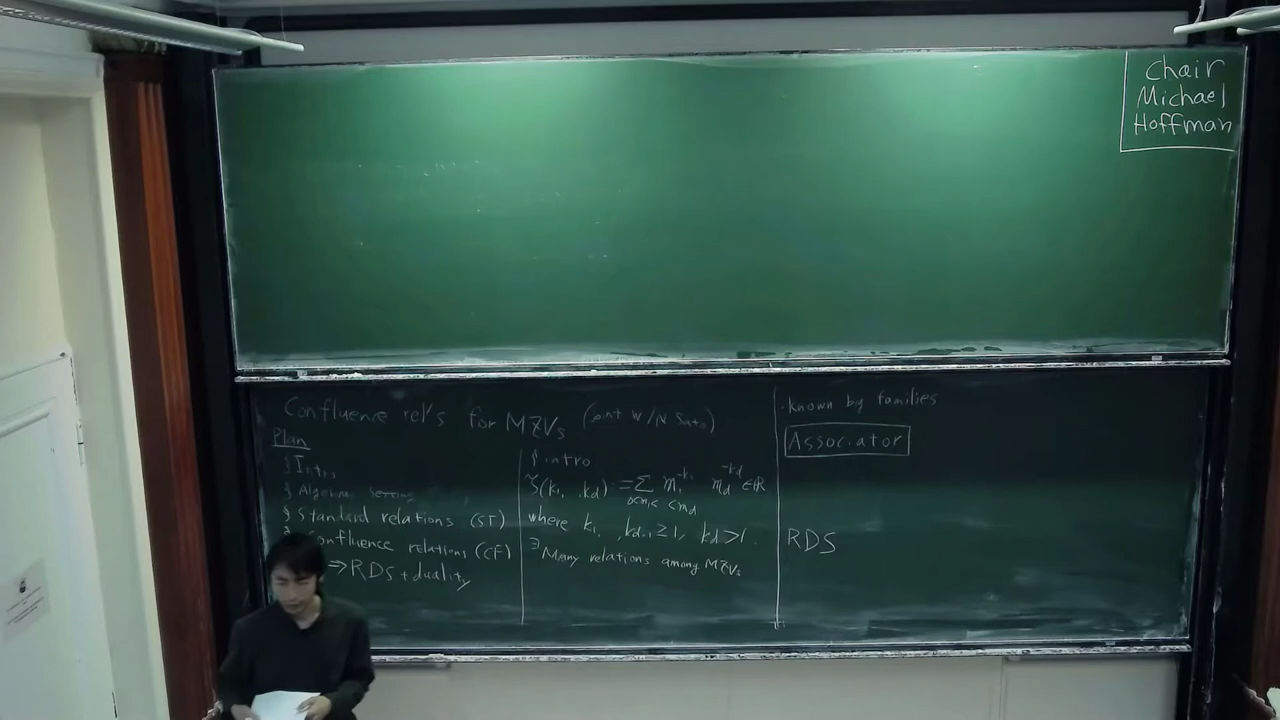 Chair
Michael
Hoffman
Confluence rel's for MZVs (joint w/ N Sato)
Plan
§ Intro
§ Algebraic Setting
§ Standard relations (ST)
Confluence relations (CF)
⇒ RDS + duality
§ intro
ζ(k₁, kd) := Σ m₁^{-k₁} m_d^{-kd} ∈ ℝ
0<m₁< <m_d
where k₁, , kd-1 ≥ 1, kd > 1.
∃ Many relations among MZVs
· known by families
Associator
RDS